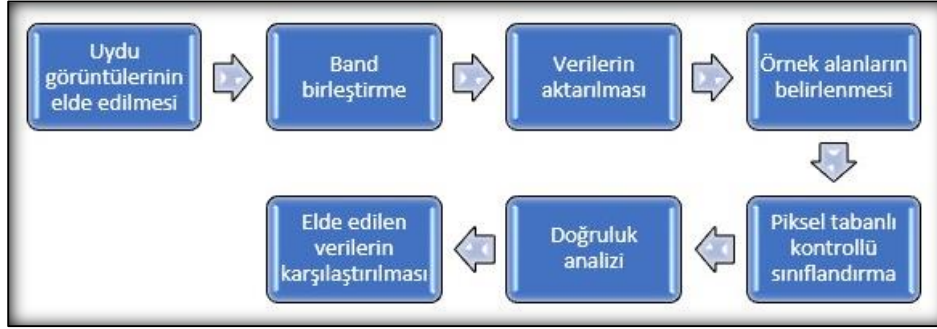 Uydu
görüntülerinin
elde edilmesi
Band
birleştirme
Verilerin
aktarılması
Örnek alanların
belirlenmesi
Piksel tabanlı
kontrollü
sınıflandırma
Doğruluk
analizi
Elde edilen
verilerin
karşılaştırılması